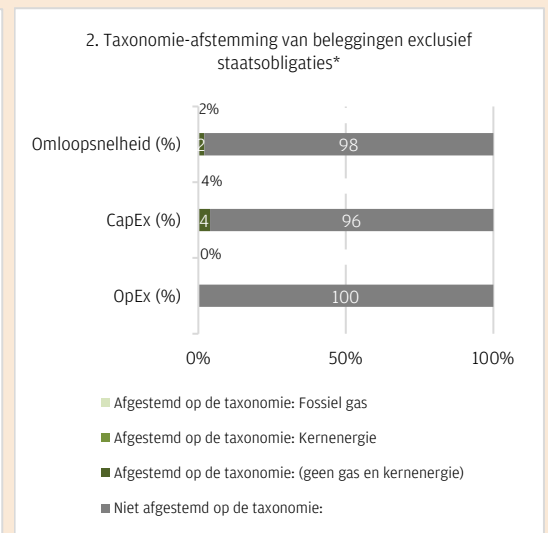 2. Taxonomie-afstemming van beleggingen exclusief
staatsobligaties*
2%
Omloopsnelheid (%) 2 98
4%
CapEx (%) 4 96
0%
OpEx (%) 100
0% 50% 100%
Afgestemd op de taxonomie: Fossiel gas
Afgestemd op de taxonomie: Kernenergie
Afgestemd op de taxonomie: (geen gas en kernenergie)
Niet afgestemd op de taxonomie: